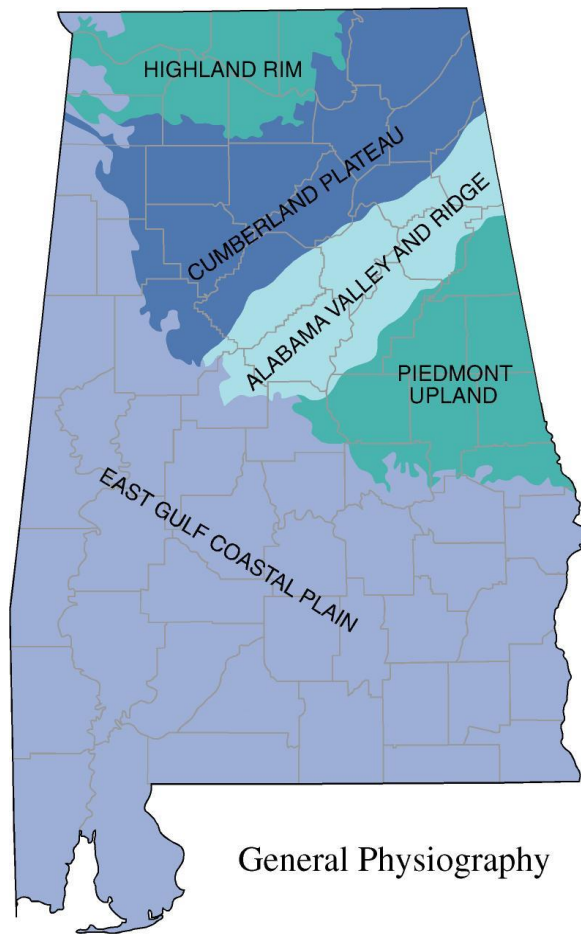 HIGHLAND RIM
CUMBERLAND PLATEAU
ALABAMA VALLEY AND RIDGE
PIEDMONT
UPLAND
EAST GULF COASTAL PLAIN
General Physiography